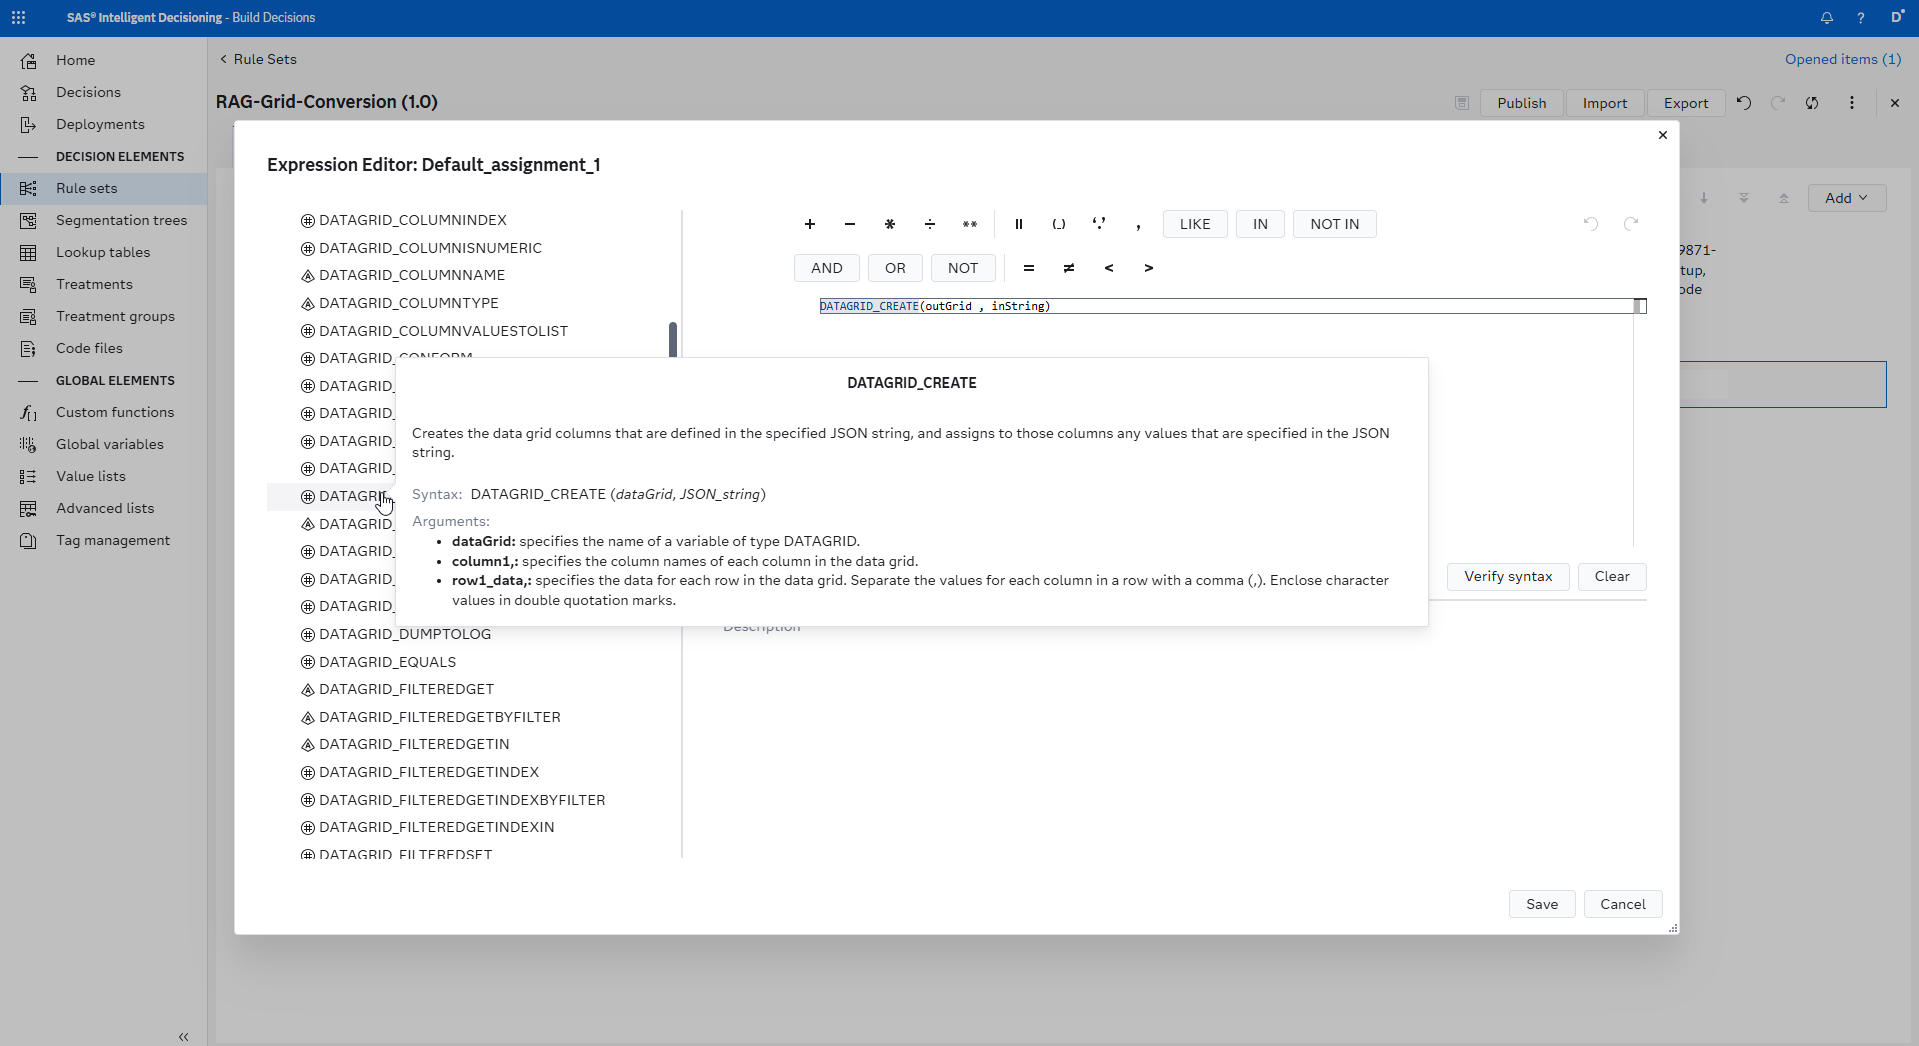 SAS® Intelligent Decisioning - Build Decisions
D
Home
Decisions
Deployments
DECISION ELEMENTS
Rule sets
Segmentation trees
Lookup tables
Treatments
Treatment groups
Code files
GLOBAL ELEMENTS
Custom functions
Global variables
Value lists
Advanced lists
Tag management
Rule Sets
Opened items (1)
RAG-Grid-Conversion (1.0)
Publish
Import
Export
Add
9871-
tup,
ode
Expression Editor: Default_assignment_1
DATAGRID_COLUMNINDEX
DATAGRID_COLUMNISNUMERIC
DATAGRID_COLUMNNAME
DATAGRID_COLUMNTYPE
DATAGRID_COLUMNVALUESTOLIST
DATAGRID_CONFORM
DATAGRID_
DATAGRID_
DATAGRID_
DATAGRID_
DATAGRID_
DATAGRID_
DATAGRID_
DATAGRID_
DATAGRID_
DATAGRID_DUMPTOLOG
DATAGRID_EQUALS
DATAGRID_FILTEREDGET
DATAGRID_FILTEREDGETBYFILTER
DATAGRID_FILTEREDGETIN
DATAGRID_FILTEREDGETINDEX
DATAGRID_FILTEREDGETINDEXBYFILTER
DATAGRID_FILTEREDGETINDEXIN
DATAGRID_FILTEREDSET
+ − * ÷ ** || (_) '.' , LIKE IN NOT IN
AND OR NOT = ≠ < >
DATAGRID_CREATE(outGrid , inString)
DATAGRID_CREATE
Creates the data grid columns that are defined in the specified JSON string, and assigns to those columns any values that are specified in the JSON
string.
Syntax: DATAGRID_CREATE (dataGrid, JSON_string)
Arguments:
• dataGrid: specifies the name of a variable of type DATAGRID.
• column1,: specifies the column names of each column in the data grid.
• row1_data,: specifies the data for each row in the data grid. Separate the values for each column in a row with a comma (,). Enclose character
values in double quotation marks.
Verify syntax
Clear
Description
Save
Cancel